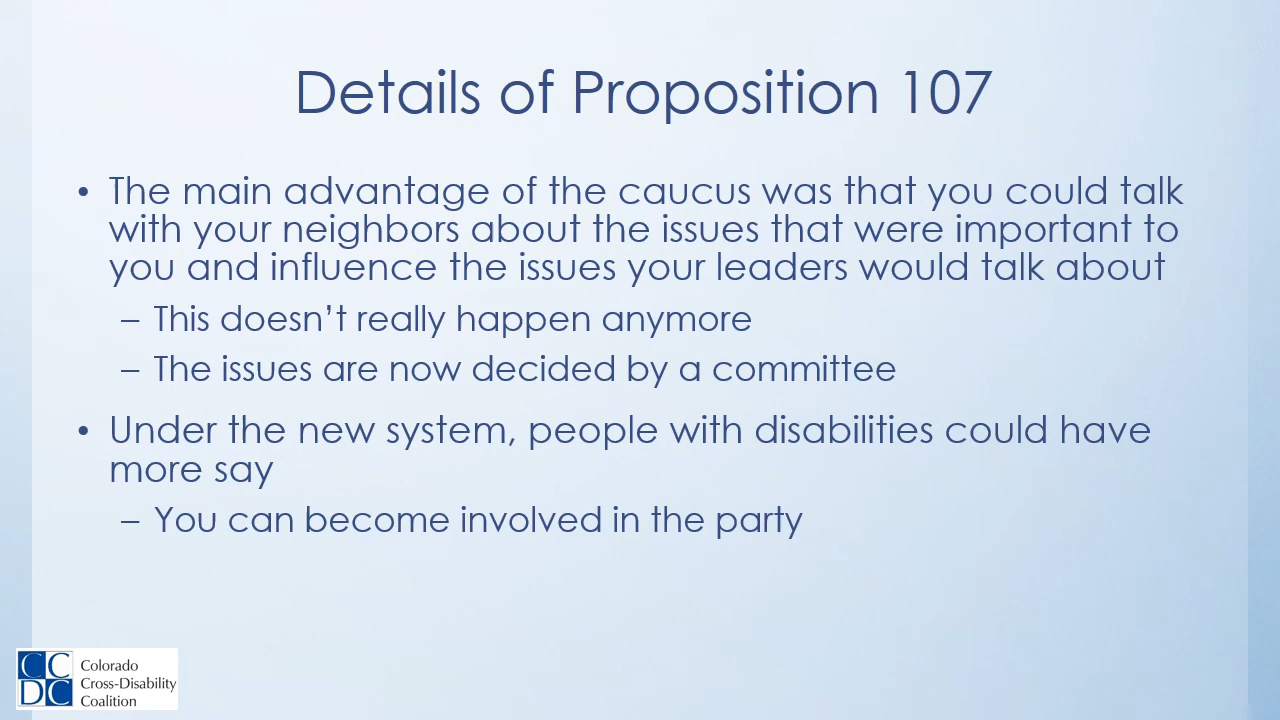 Details of Proposition 107
• The main advantage of the caucus was that you could talk
with your neighbors about the issues that were important to
you and influence the issues your leaders would talk about
– This doesn’t really happen anymore
– The issues are now decided by a committee
• Under the new system, people with disabilities could have
more say
– You can become involved in the party
CC
DC
Colorado
Cross-Disability
Coalition